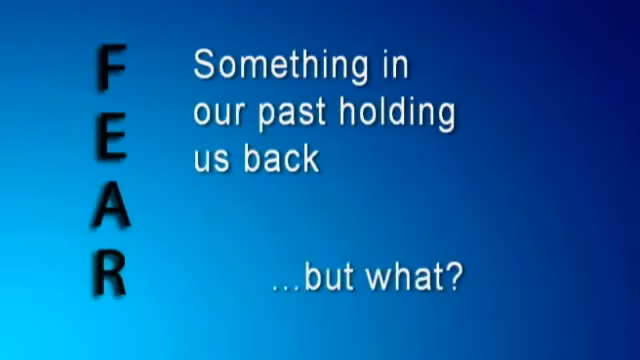 F
E
A
R
Something in
our past holding
us back
...but what?